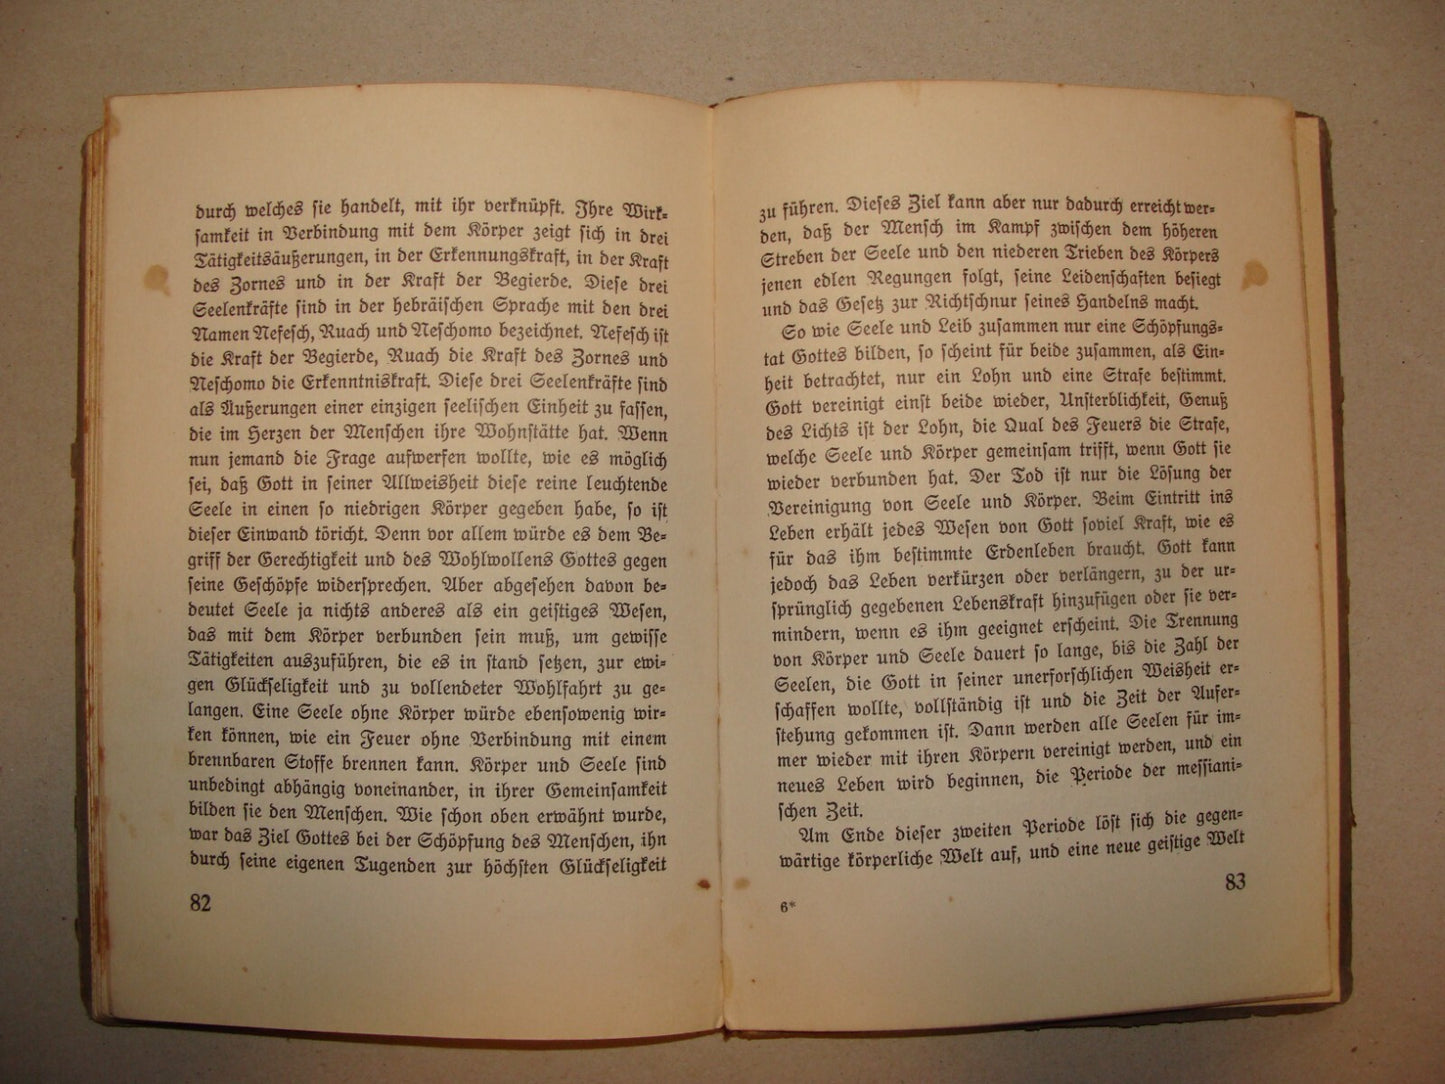 durch welches sie handelt, mit ihr verknüpft. Ihre Wirk-
samkeit in Verbindung mit dem Körper zeigt sich in drei
Tätigkeitsäußerungen, in der Erkennungskraft, in der Kraft
des Zornes und in der Kraft der Begierde. Diese drei
Seelenkräfte sind in der hebräischen Sprache mit den drei
Namen Nefesch, Ruach und Neschomo bezeichnet. Nefesch ist
die Kraft der Begierde, Ruach die Kraft des Zornes und
Neschomo die Erkenntniskraft. Diese drei Seelenkräfte sind
als Äußerungen einer einzigen seelischen Einheit zu fassen,
die im Herzen der Menschen ihre Wohnstätte hat. Wenn
nun jemand die Frage aufwerfen wollte, wie es möglich
sei, daß Gott in seiner Allweisheit diese reine leuchtende
Seele in einen so niedrigen Körper gegeben habe, so ist
dieser Einwand töricht. Denn vor allem würde es dem Be-
griff der Gerechtigkeit und des Wohlwollens Gottes gegen
seine Geschöpfe widersprechen. Aber abgesehen davon be-
deutet Seele ja nichts anderes als ein geistiges Wesen,
das mit dem Körper verbunden sein muß, um gewisse
Tätigkeiten auszuführen, die es in stand setzen, zur ewi-
gen Glückseligkeit und zu vollendeter Wohlfahrt zu ge-
langen. Eine Seele ohne Körper würde ebensowenig wir-
ken können, wie ein Feuer ohne Verbindung mit einem
brennbaren Stoffe brennen kann. Körper und Seele sind
unbedingt abhängig voneinander, in ihrer Gemeinsamkeit
bilden sie den Menschen. Wie schon oben erwähnt wurde,
war das Ziel Gottes bei der Schöpfung des Menschen, ihn
durch seine eigenen Tugenden zur höchsten Glückseligkeit
82
zu führen. Dieses Ziel kann aber nur dadurch erreicht wer-
den, daß der Mensch im Kampf zwischen dem höheren
Streben der Seele und den niederen Trieben des Körpers
jenen edlen Regungen folgt, seine Leidenschaften besiegt
und das Gesetz zur Richtschnur seines Handelns macht.
So wie Seele und Leib zusammen nur eine Schöpfungs-
tat Gottes bilden, so scheint für beide zusammen, als Ein-
heit betrachtet, nur ein Lohn und eine Strafe bestimmt.
Gott vereinigt einst beide wieder, Unsterblichkeit, Genuß
des Lichts ist der Lohn, die Qual des Feuers die Strafe,
welche Seele und Körper gemeinsam trifft, wenn Gott sie
wieder verbunden hat. Der Tod ist nur die Lösung der
Vereinigung von Seele und Körper. Beim Eintritt ins
Leben erhält jedes Wesen von Gott soviel Kraft, wie es
für das ihm bestimmte Erdenleben braucht. Gott kann
jedoch das Leben verkürzen oder verlängern, zu der ur-
sprünglich gegebenen Lebenskraft hinzufügen oder sie ver-
mindern, wenn es ihm geeignet erscheint. Die Trennung
von Körper und Seele dauert so lange, bis die Zahl der
Seelen, die Gott in seiner unerforschlichen Weisheit er-
schaffen wollte, vollständig ist und die Zeit der Aufer-
stehung gekommen ist. Dann werden alle Seelen für im-
mer wieder mit ihren Körpern vereinigt werden, und ein
neues Leben wird beginnen, die Periode der messiani-
schen Zeit.
Am Ende dieser zweiten Periode löst sich die gegen-
wärtige körperliche Welt auf, und eine neue geistige Welt
6*
83